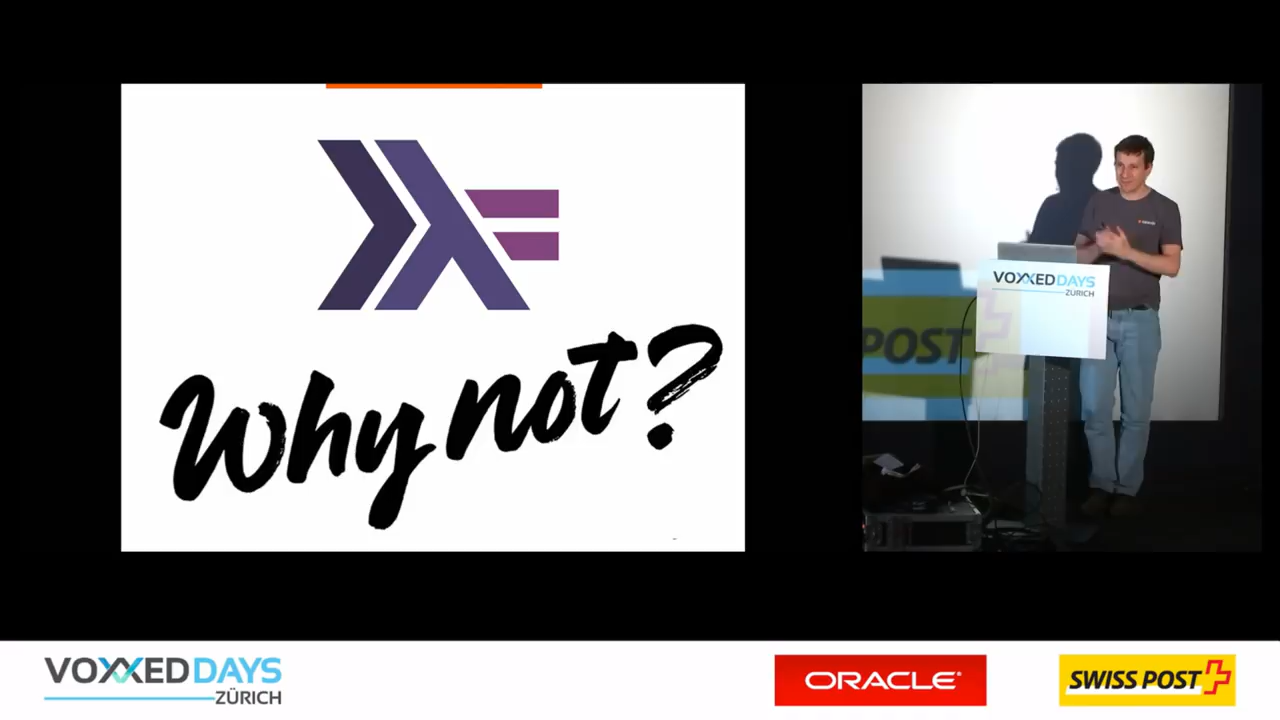 Why not?
VOXXED DAYS
ZÜRICH
POST
VOXXED DAYS
ZÜRICH
ORACLE
SWISS POST